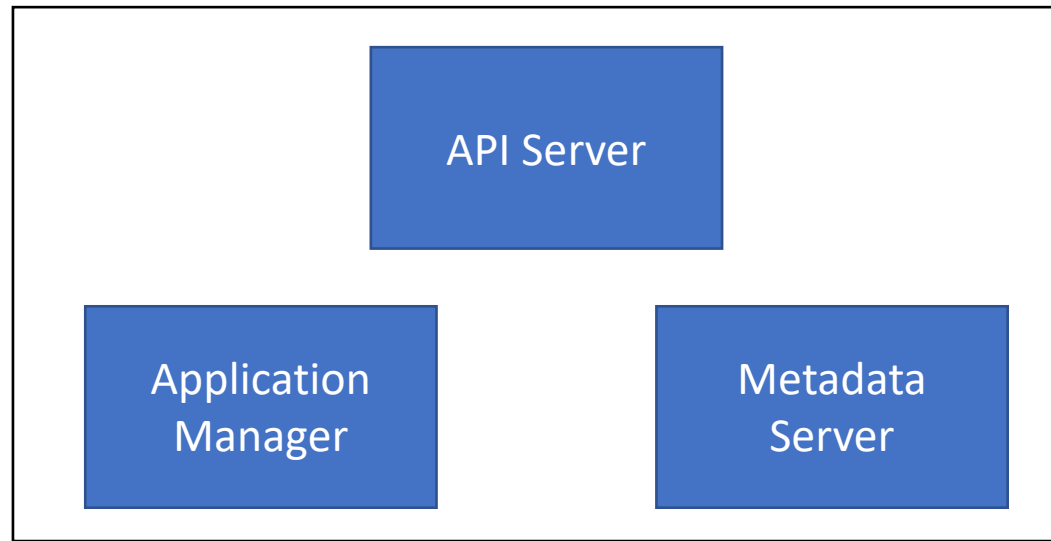 API Server
Application
Manager
Metadata
Server